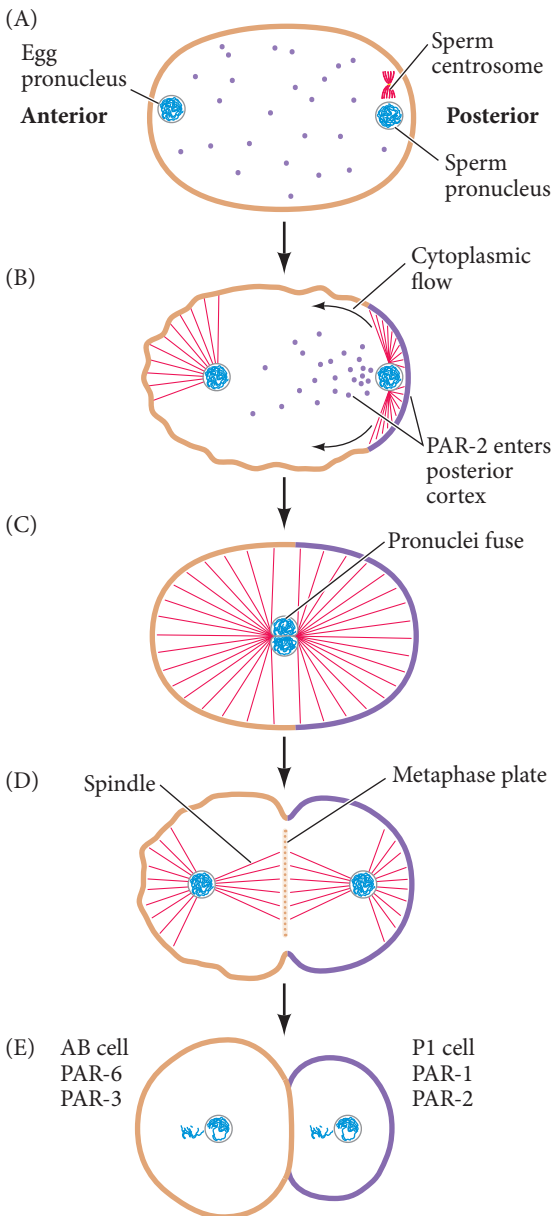 (A)
Egg
pronucleus
Anterior
Sperm
centrosome
Posterior
Sperm
pronucleus
(B)
Cytoplasmic
flow
PAR-2 enters
posterior
cortex
(C)
Pronuclei fuse
(D)
Spindle
Metaphase plate
(E)
AB cell
PAR-6
PAR-3
P1 cell
PAR-1
PAR-2